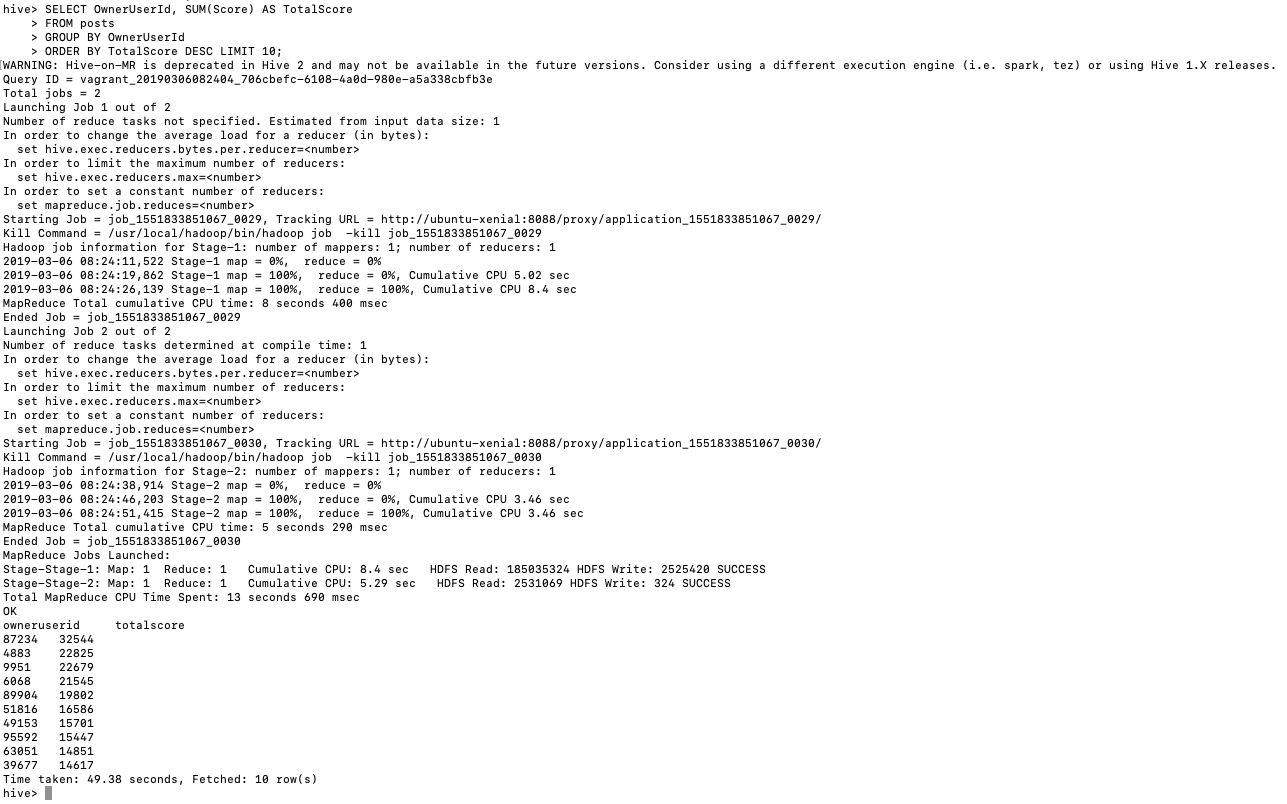 hive> SELECT OwnerUserId, SUM(Score) AS TotalScore
    > FROM posts
    > GROUP BY OwnerUserId
    > ORDER BY TotalScore DESC LIMIT 10;
WARNING: Hive-on-MR is deprecated in Hive 2 and may not be available in the future versions. Consider using a different execution engine (i.e. spark, tez) or using Hive 1.X releases.
Query ID = vagrant_20190306082404_706cbefc-6108-4a0d-980e-a5a338cbfb3e
Total jobs = 2
Launching Job 1 out of 2
Number of reduce tasks not specified. Estimated from input data size: 1
In order to change the average load for a reducer (in bytes):
  set hive.exec.reducers.bytes.per.reducer=<number>
In order to limit the maximum number of reducers:
  set hive.exec.reducers.max=<number>
In order to set a constant number of reducers:
  set mapreduce.job.reduces=<number>
Starting Job = job_1551833851067_0029, Tracking URL = http://ubuntu-xenial:8088/proxy/application_1551833851067_0029/
Kill Command = /usr/local/hadoop/bin/hadoop job  -kill job_1551833851067_0029
Hadoop job information for Stage-1: number of mappers: 1; number of reducers: 1
2019-03-06 08:24:11,522 Stage-1 map = 0%,  reduce = 0%
2019-03-06 08:24:19,862 Stage-1 map = 100%,  reduce = 0%, Cumulative CPU 5.02 sec
2019-03-06 08:24:26,139 Stage-1 map = 100%,  reduce = 100%, Cumulative CPU 8.4 sec
MapReduce Total cumulative CPU time: 8 seconds 400 msec
Ended Job = job_1551833851067_0029
Launching Job 2 out of 2
Number of reduce tasks determined at compile time: 1
In order to change the average load for a reducer (in bytes):
  set hive.exec.reducers.bytes.per.reducer=<number>
In order to limit the maximum number of reducers:
  set hive.exec.reducers.max=<number>
In order to set a constant number of reducers:
  set mapreduce.job.reduces=<number>
Starting Job = job_1551833851067_0030, Tracking URL = http://ubuntu-xenial:8088/proxy/application_1551833851067_0030/
Kill Command = /usr/local/hadoop/bin/hadoop job  -kill job_1551833851067_0030
Hadoop job information for Stage-2: number of mappers: 1; number of reducers: 1
2019-03-06 08:24:38,914 Stage-2 map = 0%,  reduce = 0%
2019-03-06 08:24:46,203 Stage-2 map = 100%,  reduce = 0%, Cumulative CPU 3.46 sec
2019-03-06 08:24:51,415 Stage-2 map = 100%,  reduce = 100%, Cumulative CPU 3.46 sec
MapReduce Total cumulative CPU time: 5 seconds 290 msec
Ended Job = job_1551833851067_0030
MapReduce Jobs Launched:
Stage-Stage-1: Map: 1  Reduce: 1   Cumulative CPU: 8.4 sec   HDFS Read: 185035324 HDFS Write: 2525420 SUCCESS
Stage-Stage-2: Map: 1  Reduce: 1   Cumulative CPU: 5.29 sec   HDFS Read: 2531069 HDFS Write: 324 SUCCESS
Total MapReduce CPU Time Spent: 13 seconds 690 msec
OK
owneruserid     totalscore
87234   32544
4883    22825
9951    22679
6068    21545
89904   19802
51816   16586
49153   15701
95592   15447
63051   14851
39677   14617
Time taken: 49.38 seconds, Fetched: 10 row(s)
hive>